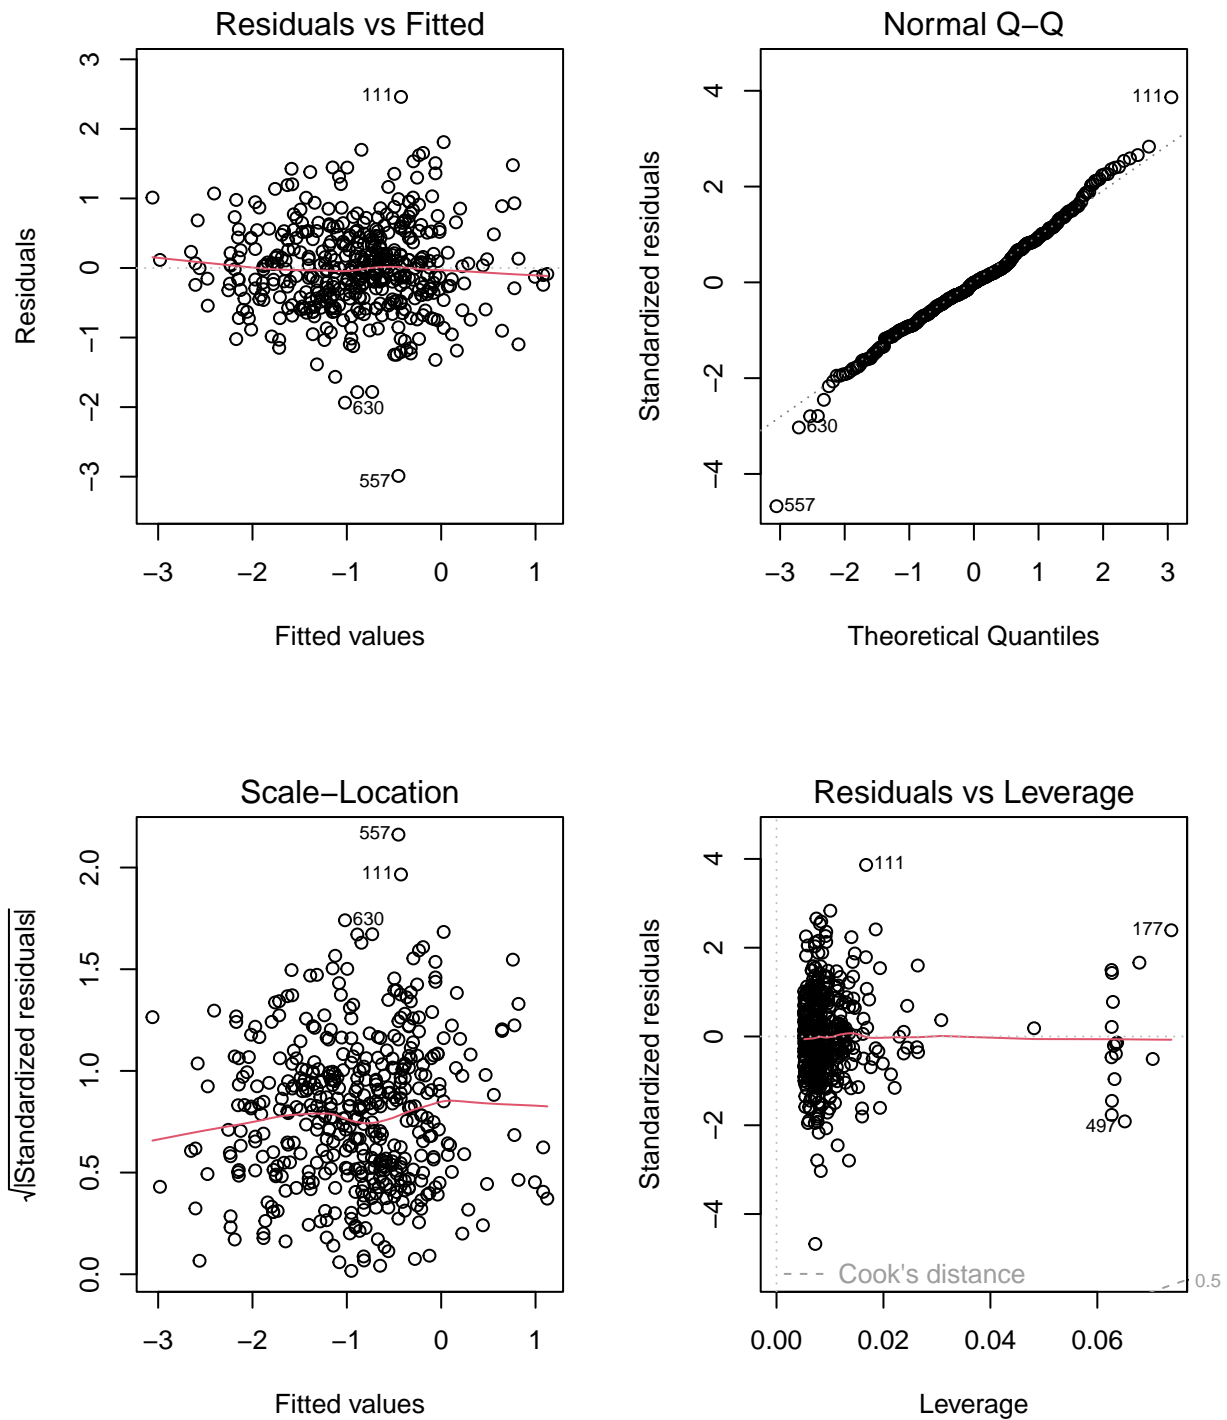 Residuals vs Fitted
Residuals
3
2
1
0
−1
−2
−3
111
630
557
−3 −2 −1 0 1
Fitted values
Normal Q−Q
Standardized residuals
4
2
0
−2
−4
111
630
557
−3 −2 −1 0 1 2 3
Theoretical Quantiles
Scale−Location
√|Standardized residuals|
2.0
1.5
1.0
0.5
0.0
557
111
630
−3 −2 −1 0 1
Fitted values
Residuals vs Leverage
Standardized residuals
4
2
0
−2
−4
111
177
497
Cook's distance
0.5
0.00 0.02 0.04 0.06
Leverage